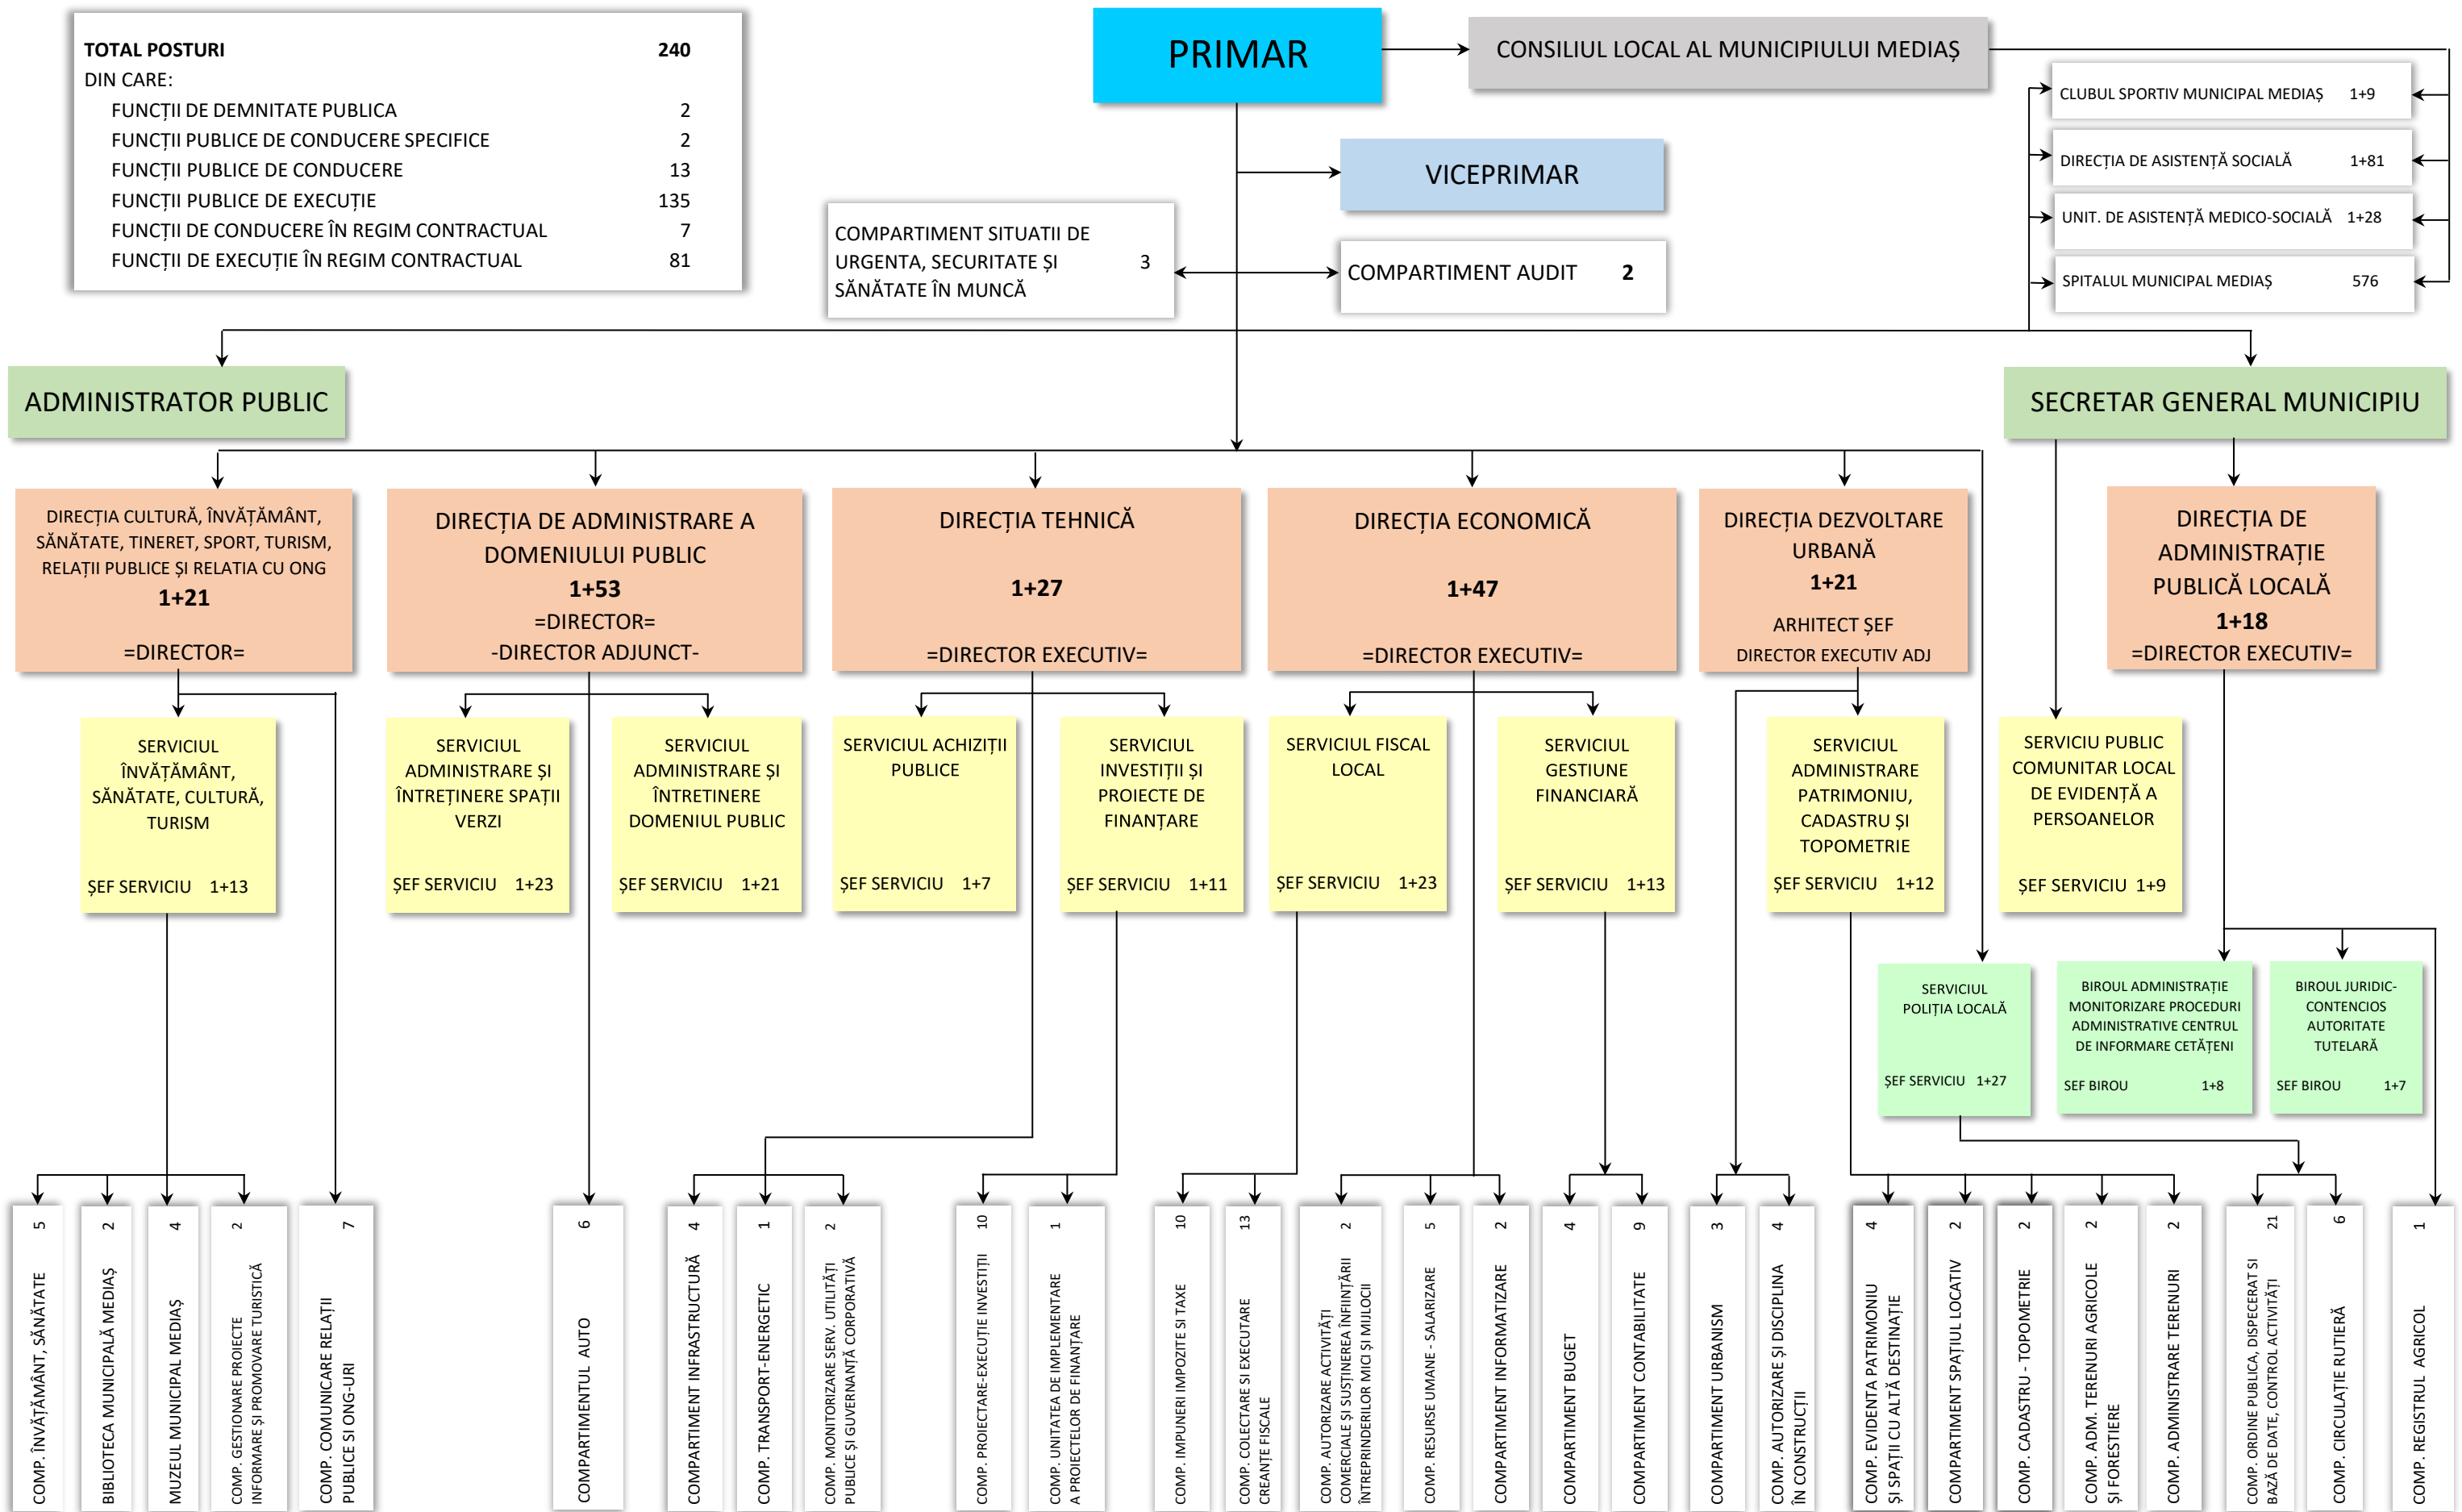 TOTAL POSTURI 240
DIN CARE:
FUNCȚII DE DEMNITATE PUBLICA 2
FUNCȚII PUBLICE DE CONDUCERE SPECIFICE 2
FUNCȚII PUBLICE DE CONDUCERE 13
FUNCȚII PUBLICE DE EXECUȚIE 135
FUNCȚII DE CONDUCERE ÎN REGIM CONTRACTUAL 7
FUNCȚII DE EXECUȚIE ÎN REGIM CONTRACTUAL 81
PRIMAR
CONSILIUL LOCAL AL MUNICIPIULUI MEDIAȘ
CLUBUL SPORTIV MUNICIPAL MEDIAȘ 1+9
DIRECȚIA DE ASISTENȚĂ SOCIALĂ 1+81
UNIT. DE ASISTENȚĂ MEDICO-SOCIALĂ 1+28
SPITALUL MUNICIPAL MEDIAȘ 576
VICEPRIMAR
COMPARTIMENT SITUATII DE
URGENTA, SECURITATE ȘI 3
SĂNĂTATE ÎN MUNCĂ
COMPARTIMENT AUDIT 2
ADMINISTRATOR PUBLIC
SECRETAR GENERAL MUNICIPIU
DIRECȚIA CULTURĂ, ÎNVĂȚĂMÂNT,
SĂNĂTATE, TINERET, SPORT, TURISM,
RELAȚII PUBLICE ȘI RELATIA CU ONG
1+21
=DIRECTOR=
DIRECȚIA DE ADMINISTRARE A
DOMENIULUI PUBLIC
1+53
=DIRECTOR=
-DIRECTOR ADJUNCT-
DIRECȚIA TEHNICĂ
1+27
=DIRECTOR EXECUTIV=
DIRECȚIA ECONOMICĂ
1+47
=DIRECTOR EXECUTIV=
DIRECȚIA DEZVOLTARE
URBANĂ
1+21
ARHITECT ȘEF
DIRECTOR EXECUTIV ADJ
DIRECȚIA DE
ADMINISTRAȚIE
PUBLICĂ LOCALĂ
1+18
=DIRECTOR EXECUTIV=
SERVICIUL
ÎNVĂȚĂMÂNT,
SĂNĂTATE, CULTURĂ,
TURISM
ȘEF SERVICIU 1+13
SERVICIUL
ADMINISTRARE ȘI
ÎNTREȚINERE SPAȚII
VERZI
ȘEF SERVICIU 1+23
SERVICIUL
ADMINISTRARE ȘI
ÎNTRETINERE
DOMENIUL PUBLIC
ȘEF SERVICIU 1+21
SERVICIUL ACHIZIȚII
PUBLICE
ȘEF SERVICIU 1+7
SERVICIUL
INVESTIȚII ȘI
PROIECTE DE
FINANȚARE
ȘEF SERVICIU 1+11
SERVICIUL FISCAL
LOCAL
ȘEF SERVICIU 1+23
SERVICIUL
GESTIUNE
FINANCIARĂ
ȘEF SERVICIU 1+13
SERVICIUL
ADMINISTRARE
PATRIMONIU,
CADASTRU ȘI
TOPOMETRIE
ȘEF SERVICIU 1+12
SERVICIU PUBLIC
COMUNITAR LOCAL
DE EVIDENȚĂ A
PERSOANELOR
ȘEF SERVICIU 1+9
SERVICIUL
POLIȚIA LOCALĂ
ȘEF SERVICIU 1+27
BIROUL ADMINISTRAȚIE
MONITORIZARE PROCEDURI
ADMINISTRATIVE CENTRUL
DE INFORMARE CETĂȚENI
SEF BIROU 1+8
BIROUL JURIDIC-
CONTENCIOS
AUTORITATE
TUTELARĂ
SEF BIROU 1+7
COMP. ÎNVĂȚĂMÂNT, SĂNĂTATE 5
BIBLIOTECA MUNICIPALĂ MEDIAȘ 2
MUZEUL MUNICIPAL MEDIAȘ 4
COMP. GESTIONARE PROIECTE 2
INFORMARE ȘI PROMOVARE TURISTICĂ
COMP. COMUNICARE RELAȚII
PUBLICE SI ONG-URI 7
COMPARTIMENTUL AUTO 6
COMPARTIMENT INFRASTRUCTURĂ 4
COMP. TRANSPORT-ENERGETIC 1
COMP. MONITORIZARE SERV. UTILITĂȚI 2
PUBLICE ȘI GUVERNANȚĂ CORPORATIVĂ
COMP. PROIECTARE-EXECUȚIE INVESTIȚII 10
COMP. UNITATEA DE IMPLEMENTARE 1
A PROIECTELOR DE FINANȚARE
COMP. IMPUNERI IMPOZITE SI TAXE 10
COMP. COLECTARE SI EXECUTARE 13
CREANȚE FISCALE
COMP. AUTORIZARE ACTIVITĂȚI
COMERCIALE ȘI SUSȚINEREA ÎNFIINȚĂRII 2
ÎNTREPRINDERILOR MICI ȘI MIJLOCII
COMP. RESURSE UMANE - SALARIZARE 5
COMPARTIMENT INFORMATIZARE 2
COMPARTIMENT BUGET 4
COMPARTIMENT CONTABILITATE 9
COMPARTIMENT URBANISM 3
COMP. AUTORIZARE ȘI DISCIPLINA 4
ÎN CONSTRUCȚII
COMP. EVIDENTA PATRIMONIU 4
ȘI SPAȚII CU ALTĂ DESTINAȚIE
COMPARTIMENT SPAȚIUL LOCATIV 2
COMP. CADASTRU - TOPOMETRIE 2
COMP. ADM. TERENURI AGRICOLE 2
ȘI FORESTIERE
COMP. ADMINISTRARE TERENURI 2
COMP. ORDINE PUBLICA, DISPECERAT SI
BAZĂ DE DATE, CONTROL ACTIVITĂȚI 21
COMP. CIRCULAȚIE RUTIERĂ 6
COMP. REGISTRUL AGRICOL 1